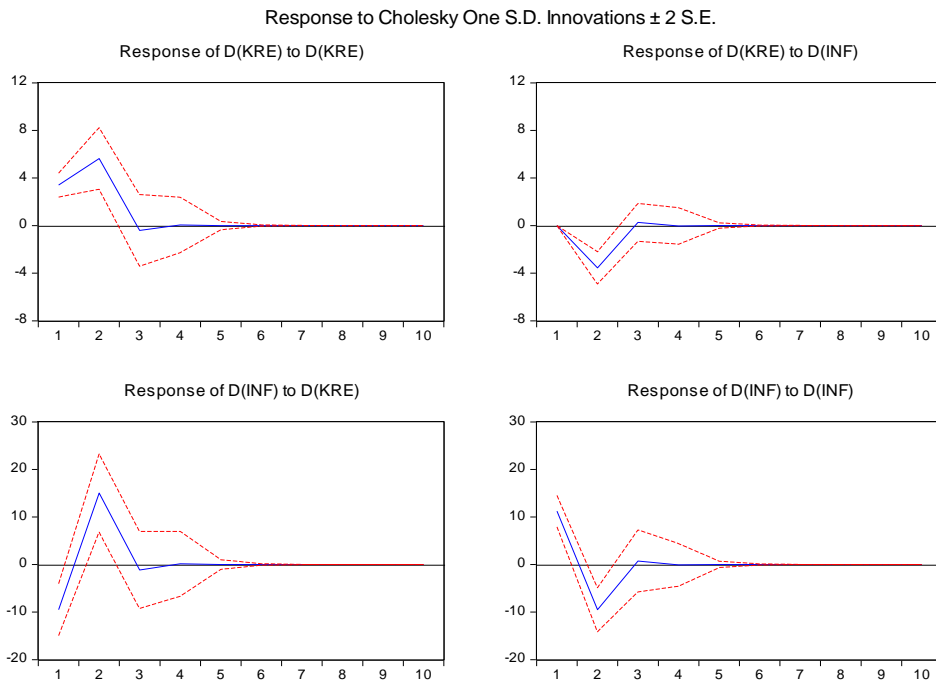 Response to Cholesky One S.D. Innovations ± 2 S.E.
Response of D(KRE) to D(KRE)
12
8
4
0
-4
-8
1 2 3 4 5 6 7 8 9 10
Response of D(KRE) to D(INF)
12
8
4
0
-4
-8
1 2 3 4 5 6 7 8 9 10
Response of D(INF) to D(KRE)
30
20
10
0
-10
-20
1 2 3 4 5 6 7 8 9 10
Response of D(INF) to D(INF)
30
20
10
0
-10
-20
1 2 3 4 5 6 7 8 9 10